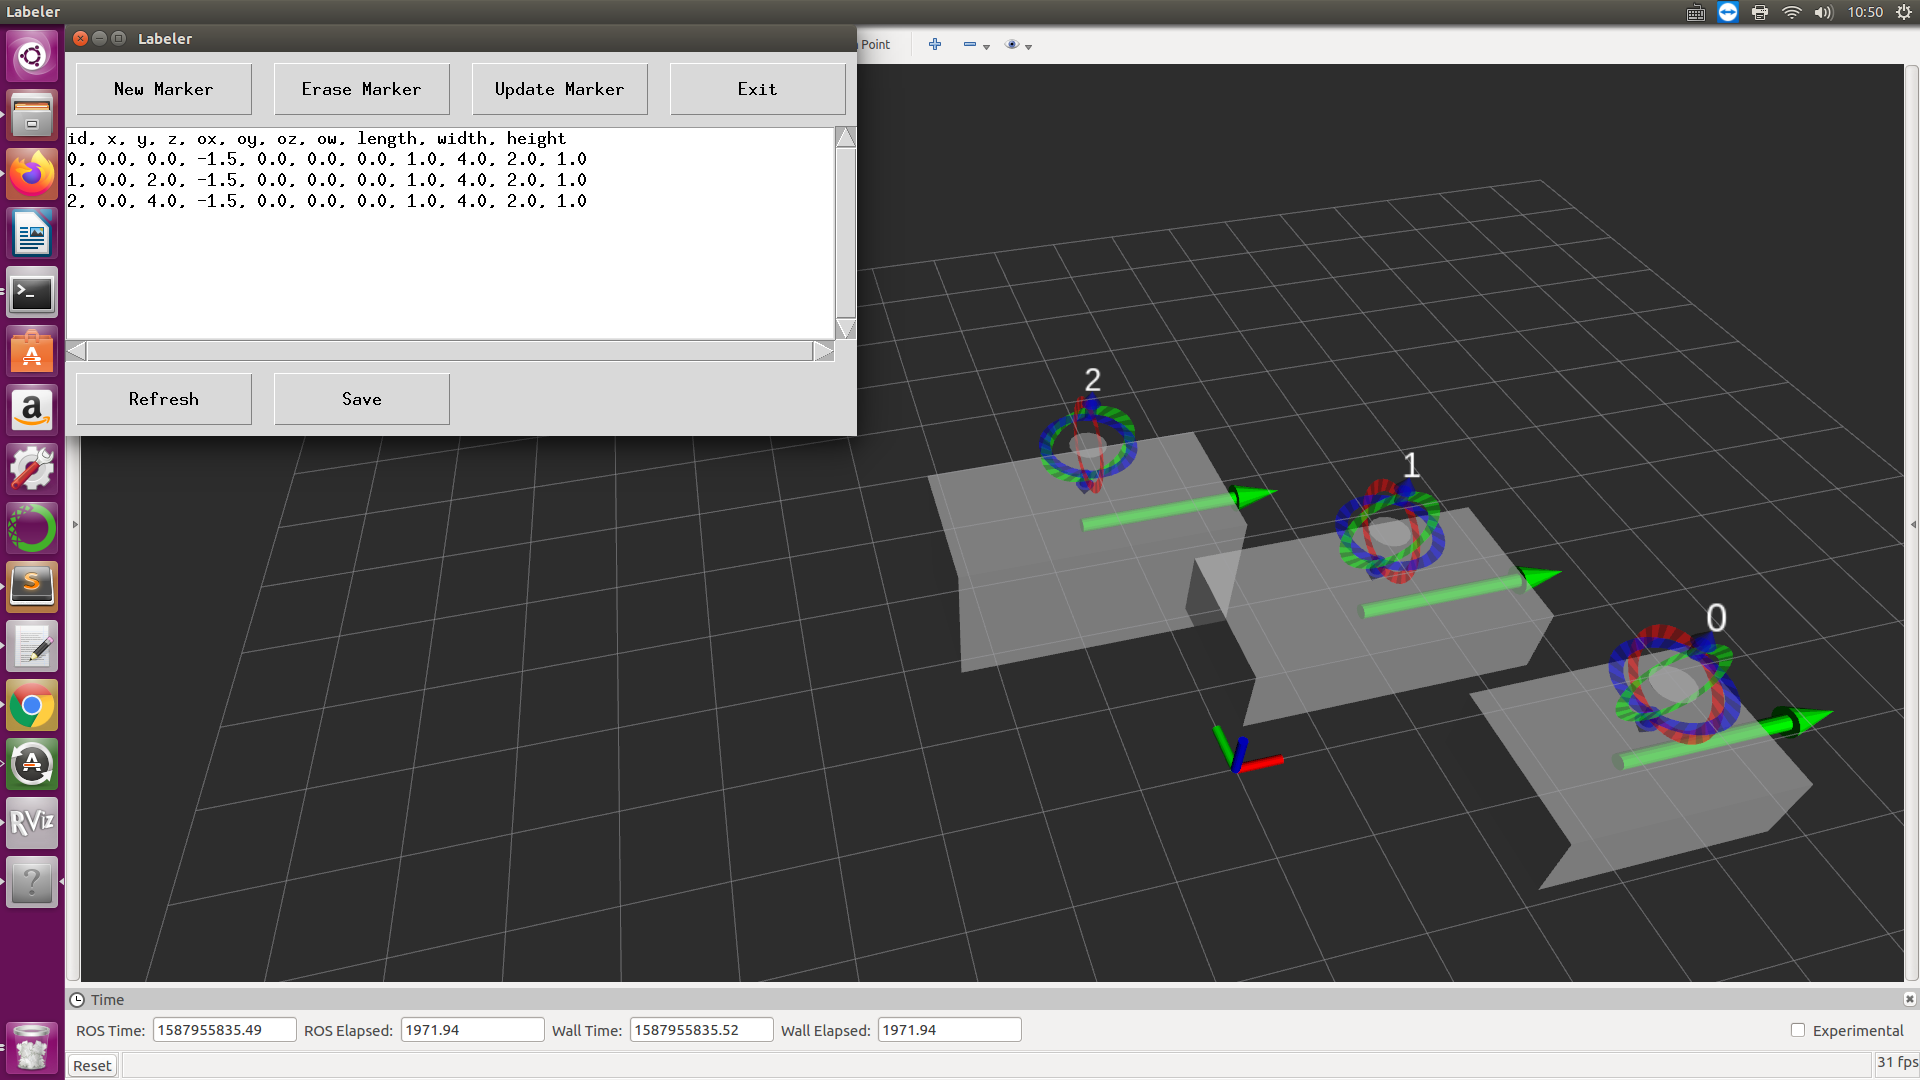 Labeler
10:50
Labeler
Point
New Marker
Erase Marker
Update Marker
Exit
id, x, y, z, ox, oy, oz, ow, length, width, height
0, 0.0, 0.0, -1.5, 0.0, 0.0, 0.0, 1.0, 4.0, 2.0, 1.0
1, 0.0, 2.0, -1.5, 0.0, 0.0, 0.0, 1.0, 4.0, 2.0, 1.0
2, 0.0, 4.0, -1.5, 0.0, 0.0, 0.0, 1.0, 4.0, 2.0, 1.0
Refresh
Save
2
1
0
RViz
Time
ROS Time: 1587955835.49 ROS Elapsed: 1971.94 Wall Time: 1587955835.52 Wall Elapsed: 1971.94
Experimental
Reset
31 fps